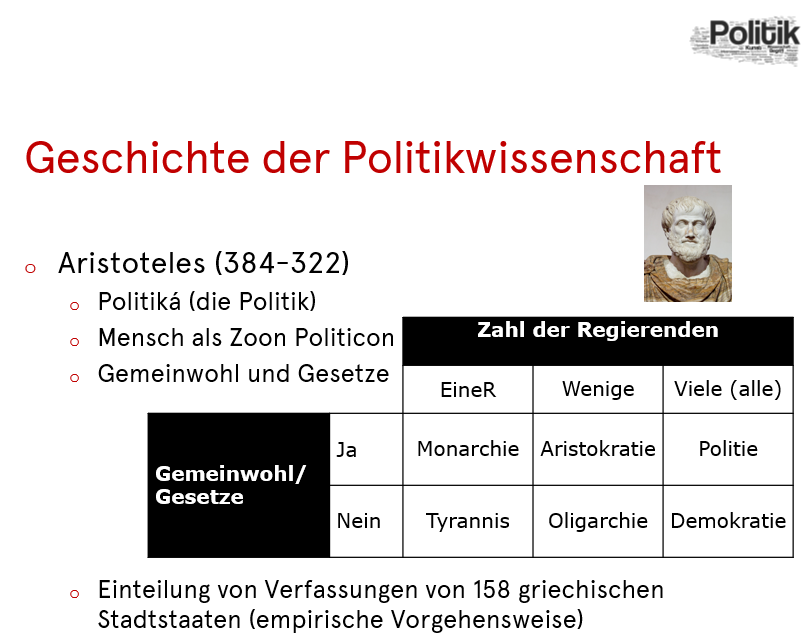 Politik
Geschichte der Politikwissenschaft
o Aristoteles (384-322)
o Politiká (die Politik)
o Mensch als Zoon Politicon
o Gemeinwohl und Gesetze
Zahl der Regierenden
EineR Wenige Viele (alle)
Gemeinwohl/
Gesetze
Ja Monarchie Aristokratie Politie
Nein Tyrannis Oligarchie Demokratie
o Einteilung von Verfassungen von 158 griechischen
Stadtstaaten (empirische Vorgehensweise)